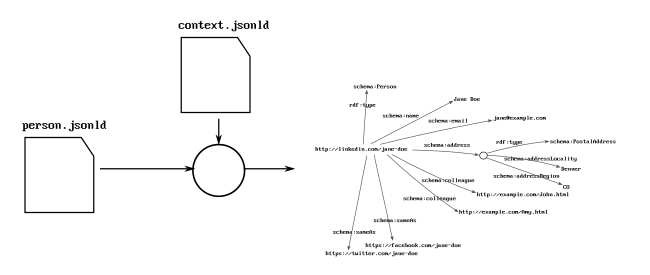 context.jsonld
person.jsonld
schema:Person
rdf:type
Jane Doe
schema:name
jane@example.com
schema:email
http://linkedin.com/jane-doe
schema:address
rdf:type
schema:PostalAddress
schema:addressLocality
Denver
schema:addressRegion
CO
schema:colleague
http://example.com/John.html
schema:colleague
http://example.com/Amy.html
schema:sameAs
https://facebook.com/jane-doe
schema:sameAs
https://twitter.com/jane-doe